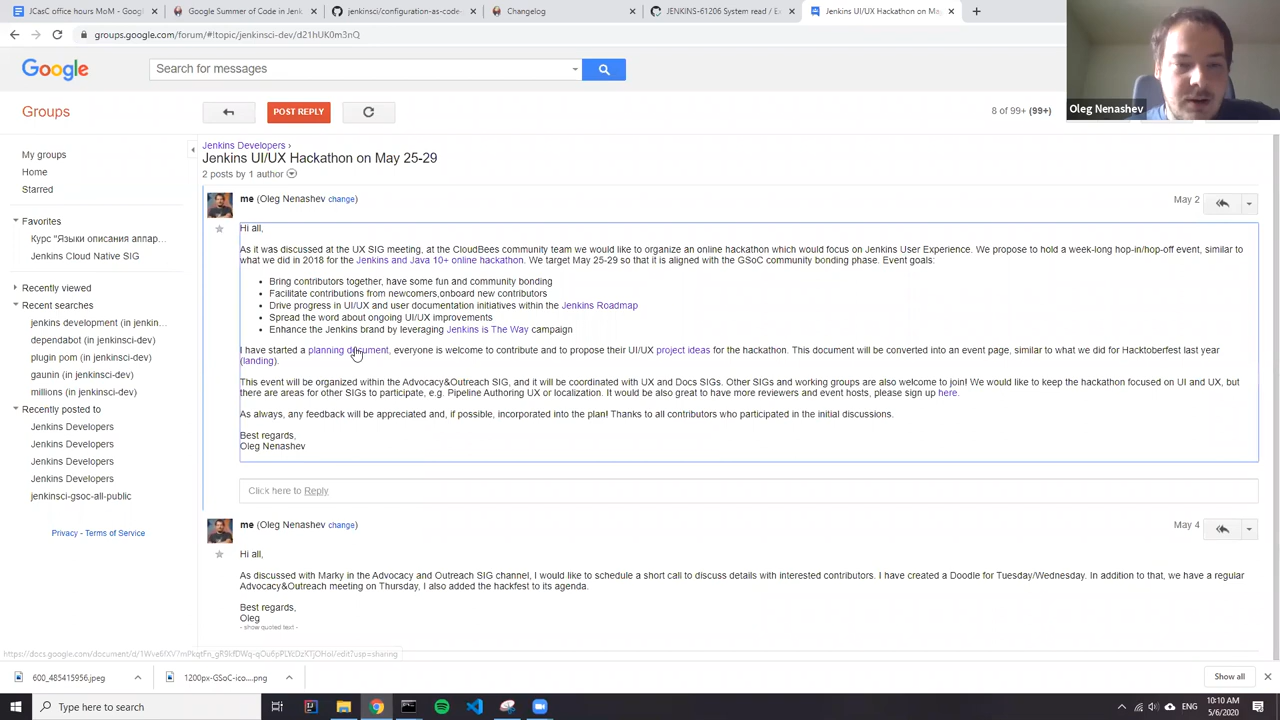 JCasC office hours MoM - Googl
Google Summer of Code in Jenk
jenkinsci/configuration-as-code-
Changelog
JENKINS-61206 System read / E
Jenkins UI/UX Hackathon on Ma
groups.google.com/forum/#!topic/jenkinsci-dev/d21hUK0m3nQ
Oleg Nenashev
Google
Search for messages
Groups
POST REPLY
8 of 99+ (99+)
My groups
Home
Starred
Favorites
Курс "Языки описания аппар...
Jenkins Cloud Native SIG
Recently viewed
Recent searches
jenkins development (in jenkin...
dependabot (in jenkinsci-dev)
plugin pom (in jenkinsci-dev)
gaunin (in jenkinsci-dev)
millions (in jenkinsci-dev)
Recently posted to
Jenkins Developers
Jenkins Developers
Jenkins Developers
Jenkins Developers
jenkinsci-gsoc-all-public
Privacy - Terms of Service
Jenkins Developers ›
Jenkins UI/UX Hackathon on May 25-29
2 posts by 1 author
me (Oleg Nenashev change)
May 2
Hi all,
As it was discussed at the UX SIG meeting, at the CloudBees community team we would like to organize an online hackathon which would focus on Jenkins User Experience. We propose to hold a week-long hop-in/hop-off event, similar to
what we did in 2018 for the Jenkins and Java 10+ online hackathon. We target May 25-29 so that it is aligned with the GSoC community bonding phase. Event goals:
• Bring contributors together, have some fun and community bonding
• Facilitate contributions from newcomers,onboard new contributors
• Drive progress in UI/UX and user documentation initiatives within the Jenkins Roadmap
• Spread the word about ongoing UI/UX improvements
• Enhance the Jenkins brand by leveraging Jenkins is The Way campaign
I have started a planning document, everyone is welcome to contribute and to propose their UI/UX project ideas for the hackathon. This document will be converted into an event page, similar to what we did for Hacktoberfest last year
(landing).
This event will be organized within the Advocacy&Outreach SIG, and it will be coordinated with UX and Docs SIGs. Other SIGs and working groups are also welcome to join! We would like to keep the hackathon focused on UI and UX, but
there are areas for other SIGs to participate, e.g. Pipeline Authoring UX or localization. It would be also great to have more reviewers and event hosts, please sign up here.
As always, any feedback will be appreciated and, if possible, incorporated into the plan! Thanks to all contributors who participated in the initial discussions.
Best regards,
Oleg Nenashev
Click here to Reply
me (Oleg Nenashev change)
May 4
Hi all,
As discussed with Marky in the Advocacy and Outreach SIG channel, I would like to schedule a short call to discuss details with interested contributors. I have created a Doodle for Tuesday/Wednesday. In addition to that, we have a regular
Advocacy&Outreach meeting on Thursday, I also added the hackfest to its agenda.
Best regards,
Oleg
- show quoted text -
600_485415956.jpeg
1200px-GSoC-ico....png
Show all
Type here to search
10:10 AM
5/6/2020